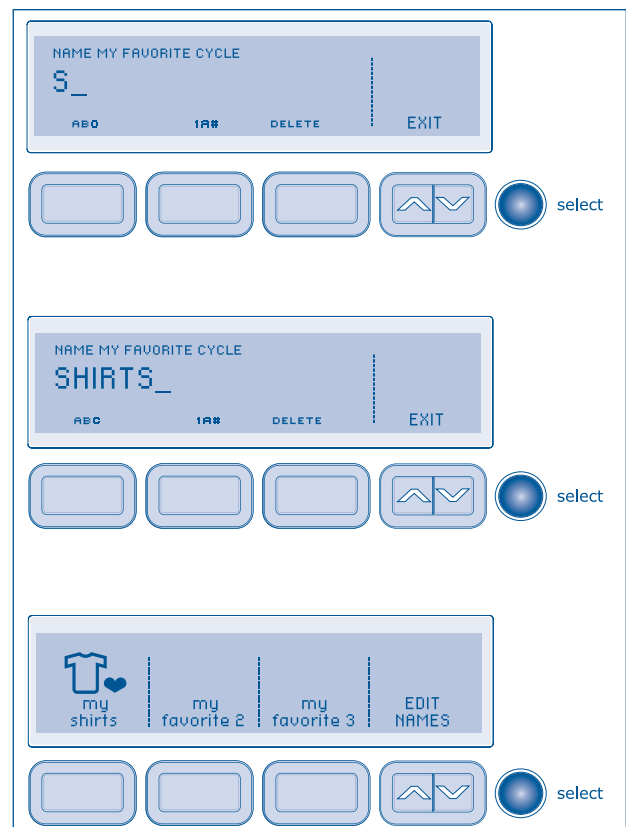 NAME MY FAVORITE CYCLE
S_
ABC 1A# DELETE EXIT
select
NAME MY FAVORITE CYCLE
SHIRTS_
ABC 1A# DELETE EXIT
select
my shirts
my favorite 2
my favorite 3
EDIT NAMES
select